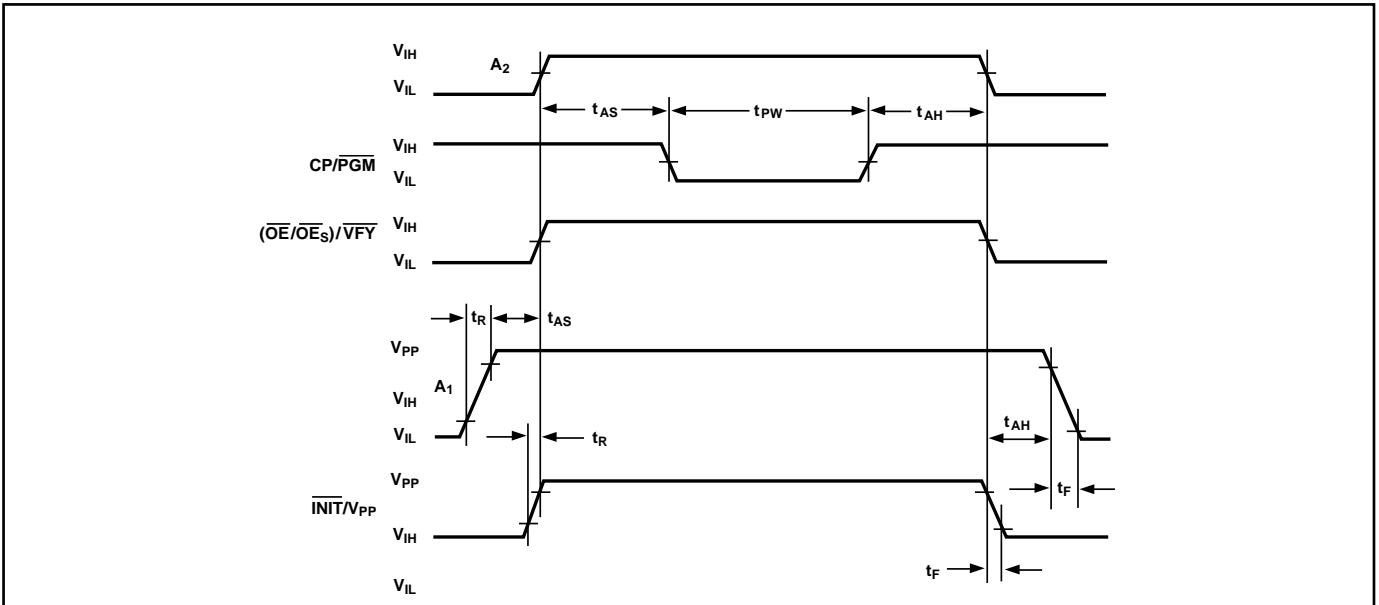 VIH
A2
VIL
tAS
tPW
tAH
VIH
CP/PGM
VIL
(OE/OES)/VFY
VIH
VIL
tR
tAS
VPP
A1
VIH
VIL
tR
tAH
VPP
tF
INIT/VPP
VIH
tF
VIL